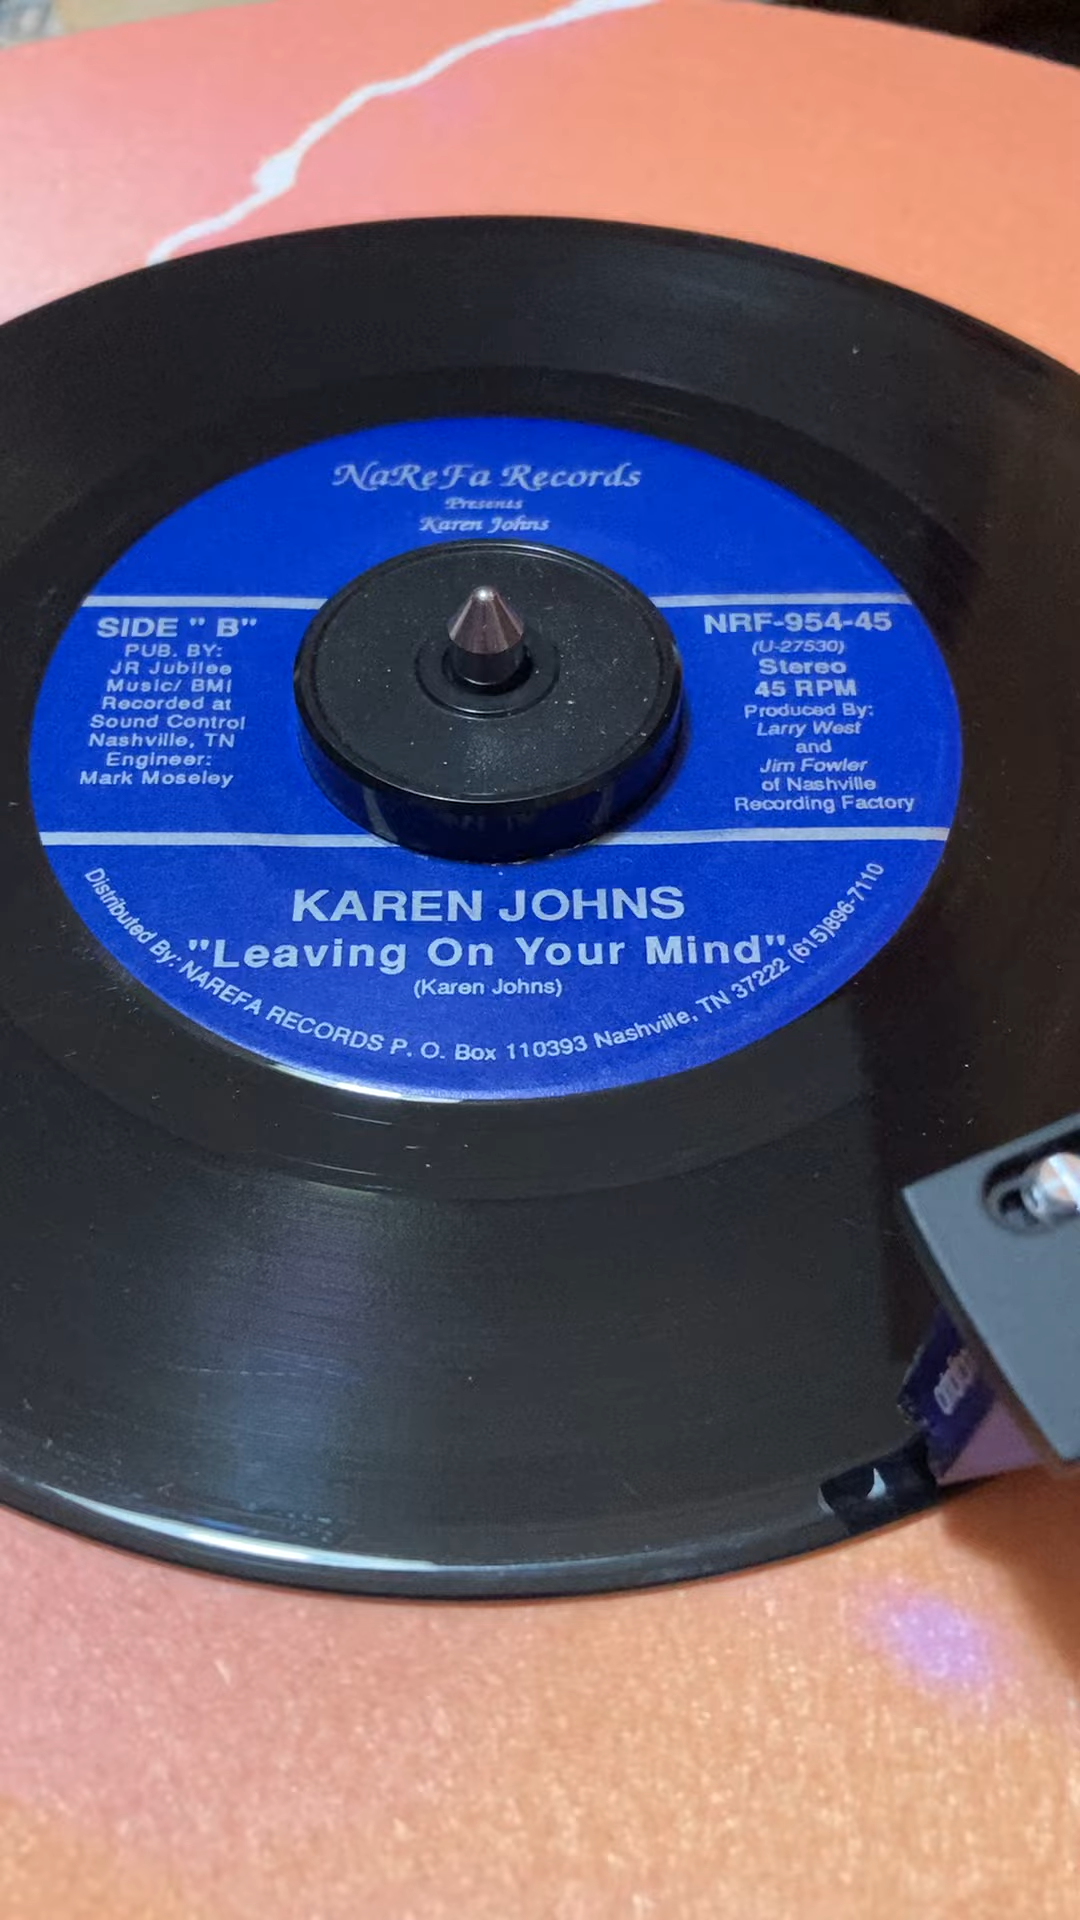 NaReFa Records
Presents
Karen Johns
SIDE " B"
PUB. BY:
JR Jubilee
Music/ BMI
Recorded at
Sound Control
Nashville, TN
Engineer:
Mark Moseley
NRF-954-45
(U-27530)
Stereo
45 RPM
Produced By:
Larry West
and
Jim Fowler
of Nashville
Recording Factory
KAREN JOHNS
"Leaving On Your Mind"
(Karen Johns)
Distributed By: NAREFA RECORDS P. O. Box 110393 Nashville, TN 37222 (615)896-7110